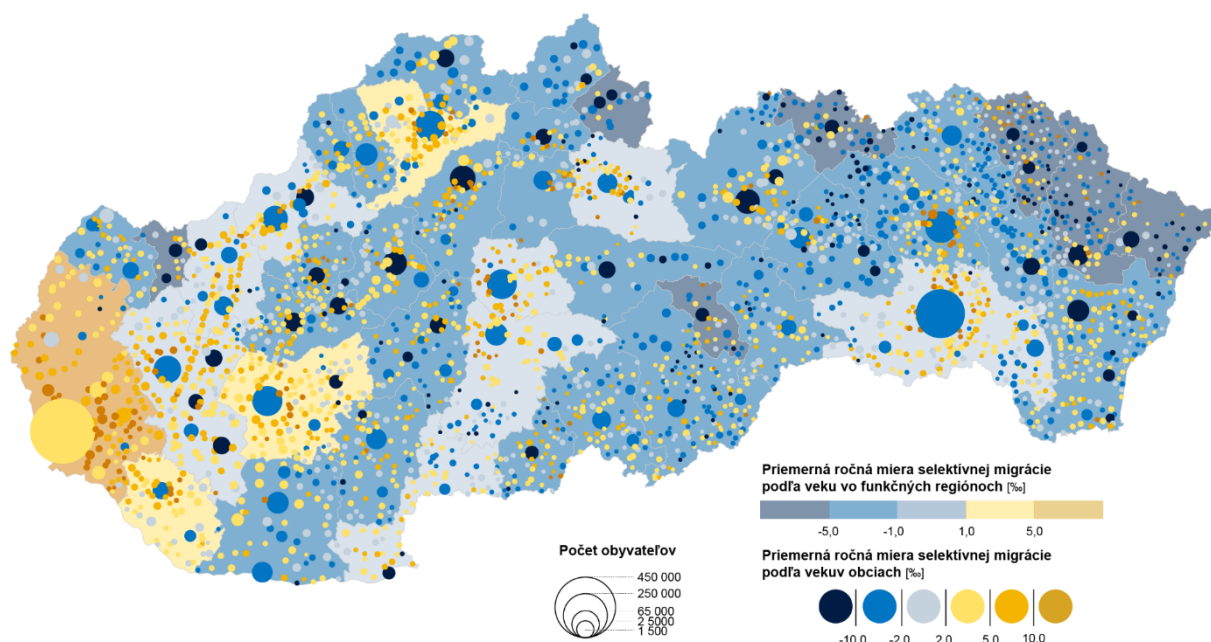 Priemerná ročná miera selektívnej migrácie
podľa veku vo funkčných regiónoch [‰]
-5,0 -1,0 1,0 5,0
Počet obyvateľov
450 000
250 000
65 000
2 5000
1 500
Priemerná ročná miera selektívnej migrácie
podľa vekuv obciach [‰]
-10,0 -2,0 2,0 5,0 10,0